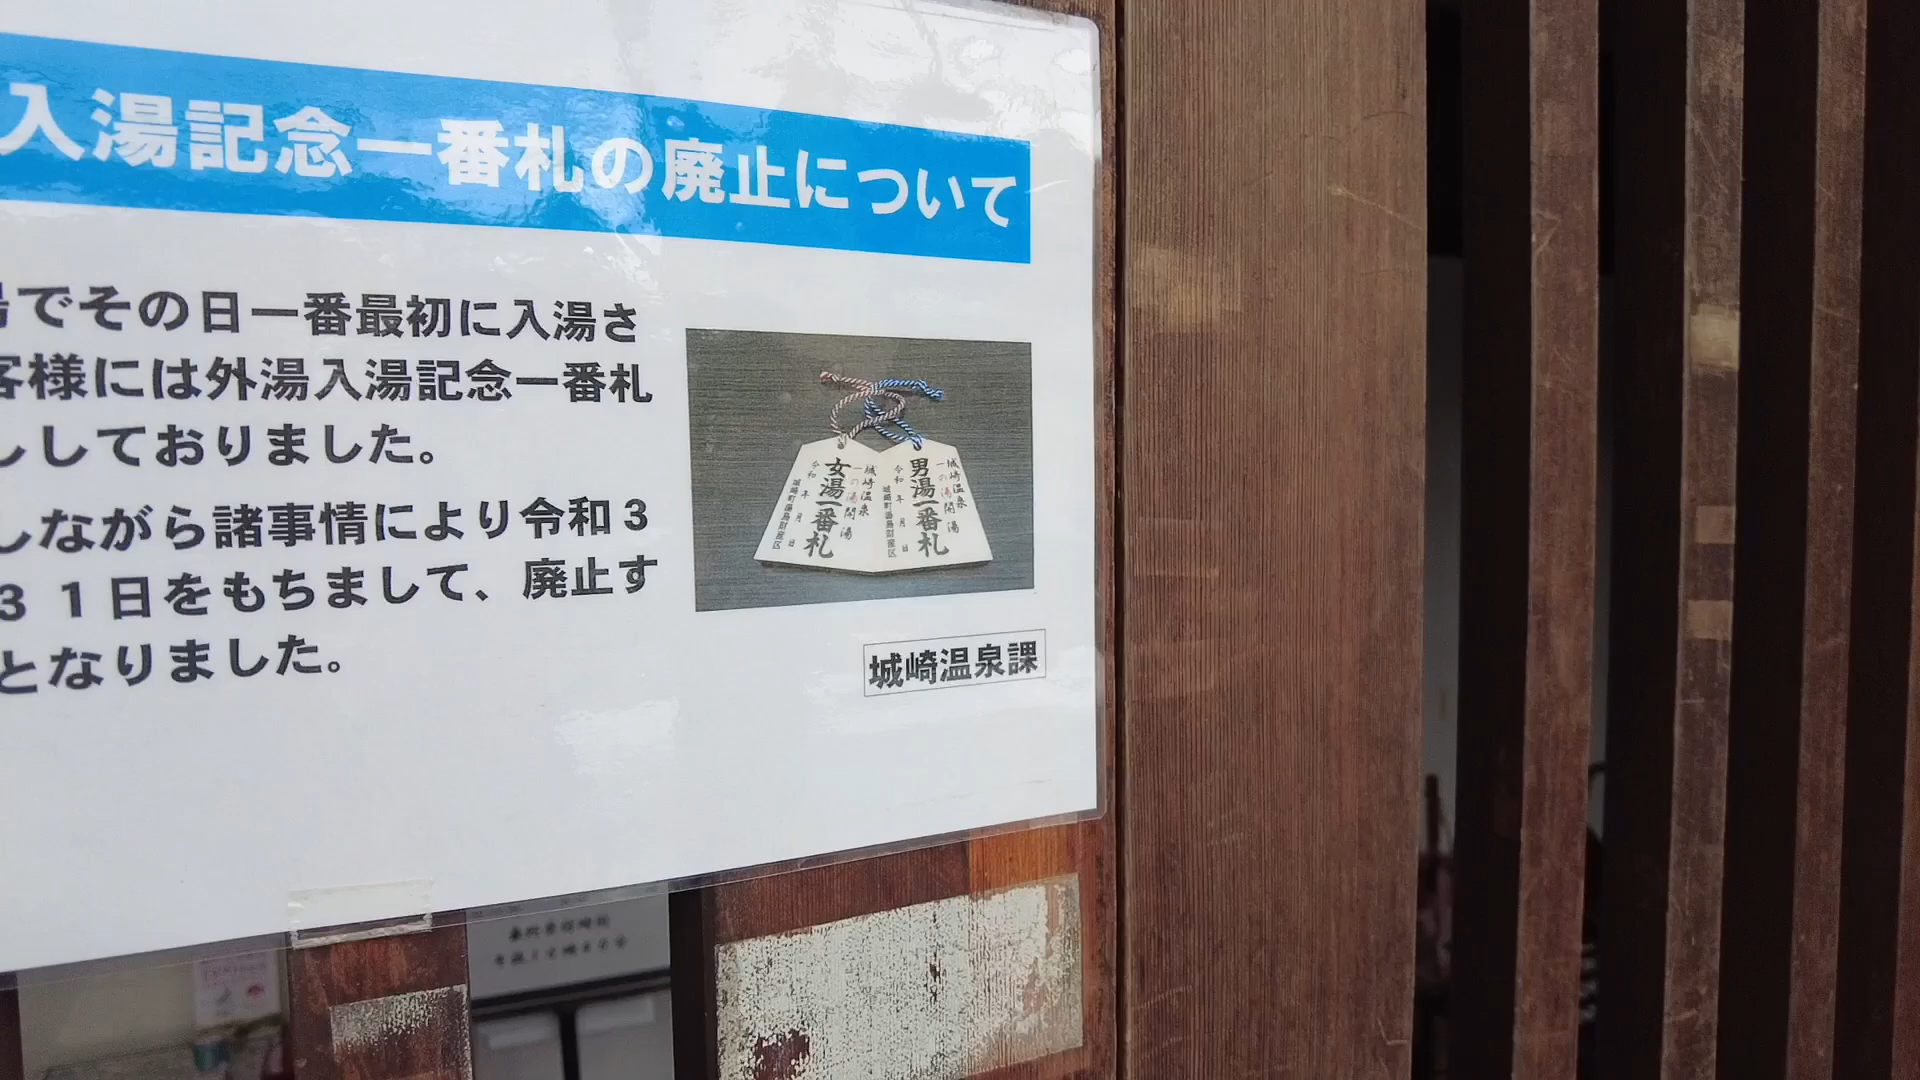 入湯記念一番札の廃止について
でその日一番最初に入湯さ
客様には外湯入湯記念一番札
ししておりました。
しながら諸事情により令和３
３１日をもちまして、廃止す
となりました。
城崎温泉
一の湯開湯
男湯一番札
令和 年 月 日
城崎町湯島財産区
城崎温泉
一の湯開湯
女湯一番札
令和 年 月 日
城崎町湯島財産区
城崎温泉課